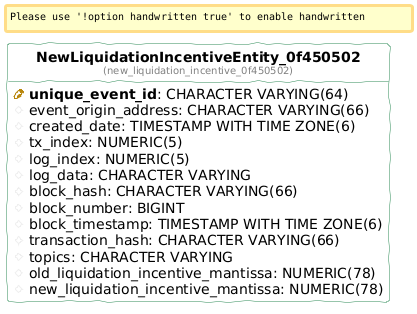 Please use '!option handwritten true' to enable handwritten
NewLiquidationIncentiveEntity_0f450502
(new_liquidation_incentive_0f450502)
unique_event_id: CHARACTER VARYING(64)
event_origin_address: CHARACTER VARYING(66)
created_date: TIMESTAMP WITH TIME ZONE(6)
tx_index: NUMERIC(5)
log_index: NUMERIC(5)
log_data: CHARACTER VARYING
block_hash: CHARACTER VARYING(66)
block_number: BIGINT
block_timestamp: TIMESTAMP WITH TIME ZONE(6)
transaction_hash: CHARACTER VARYING(66)
topics: CHARACTER VARYING
old_liquidation_incentive_mantissa: NUMERIC(78)
new_liquidation_incentive_mantissa: NUMERIC(78)